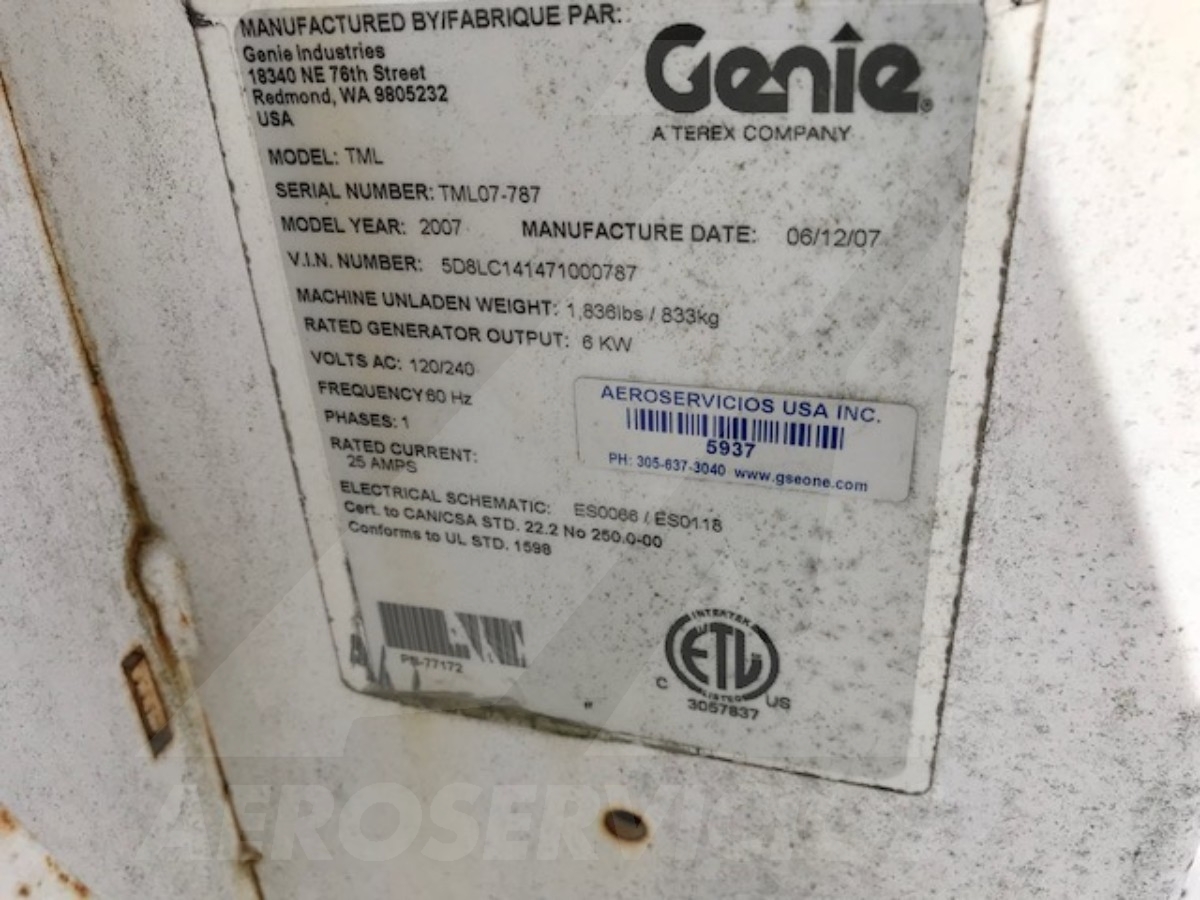 MANUFACTURED BY/FABRIQUE PAR:
Genie Industries
18340 NE 76th Street
Redmond, WA 9805232
USA
Genie
A TEREX COMPANY
MODEL: TML
SERIAL NUMBER: TML07-787
MODEL YEAR: 2007 MANUFACTURE DATE: 06/12/07
V.I.N. NUMBER: 5D8LC141471000787
MACHINE UNLADEN WEIGHT: 1,836lbs / 833kg
RATED GENERATOR OUTPUT: 6 KW
VOLTS AC: 120/240
FREQUENCY 60 Hz
PHASES: 1
RATED CURRENT:
25 AMPS
AEROSERVICIOS USA INC.
5937
PH: 305-637-3040 www.gseone.com
ELECTRICAL SCHEMATIC: ES0066 / ES0118
Cert. to CAN/CSA STD. 22.2 No 250.0-00
Conforms to UL STD. 1598
77172
INTERTEK
ETL
LISTED
C US
3057837
AEROSERVICIOS